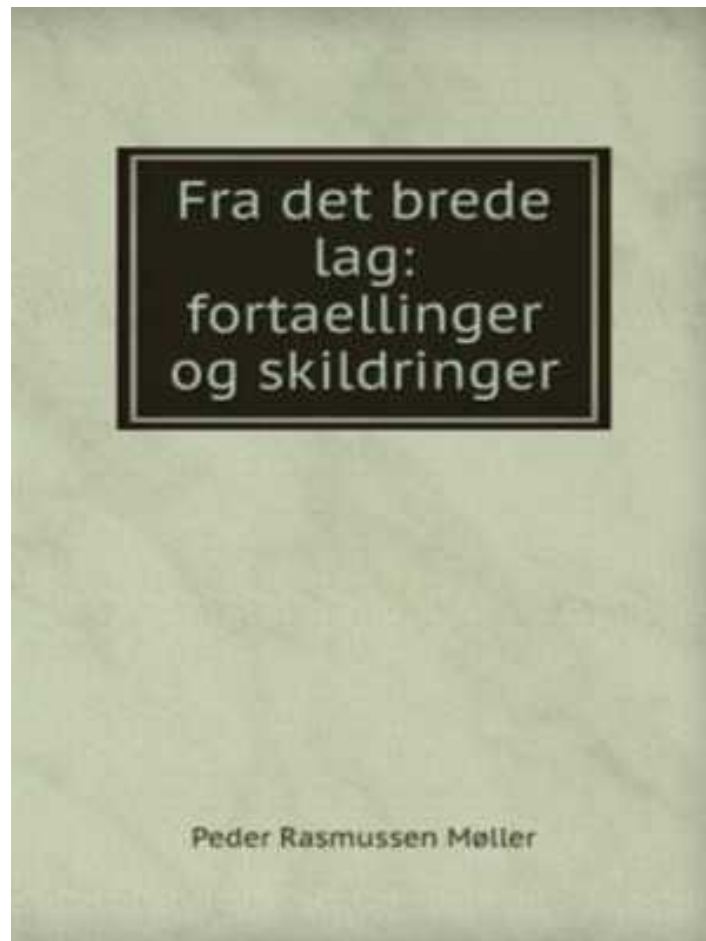 Fra det brede
lag:
fortaellinger
og skildringer
Peder Rasmussen Møller